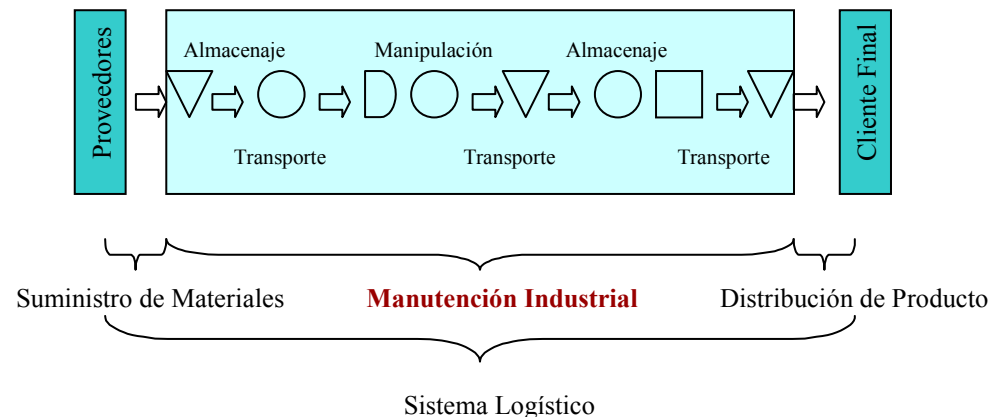 Proveedores
Almacenaje
Manipulación
Almacenaje
Transporte
Transporte
Transporte
Cliente Final
Suministro de Materiales
Manutención Industrial
Distribución de Producto
Sistema Logístico